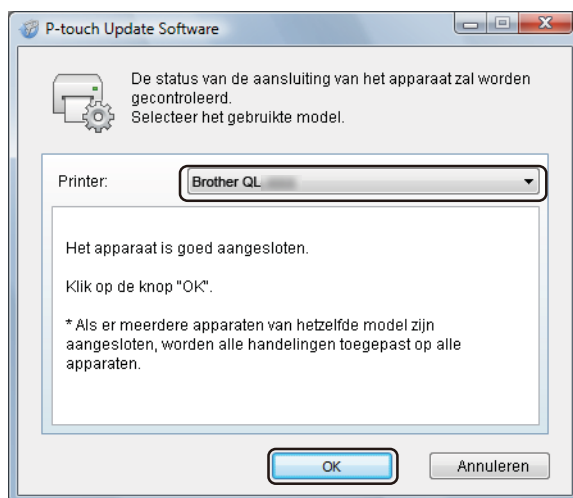 P-touch Update Software
De status van de aansluiting van het apparaat zal worden
gecontroleerd.
Selecteer het gebruikte model.
Printer:
Brother QL
Het apparaat is goed aangesloten.
Klik op de knop "OK".
* Als er meerdere apparaten van hetzelfde model zijn
aangesloten, worden alle handelingen toegepast op alle
apparaten.
OK
Annuleren